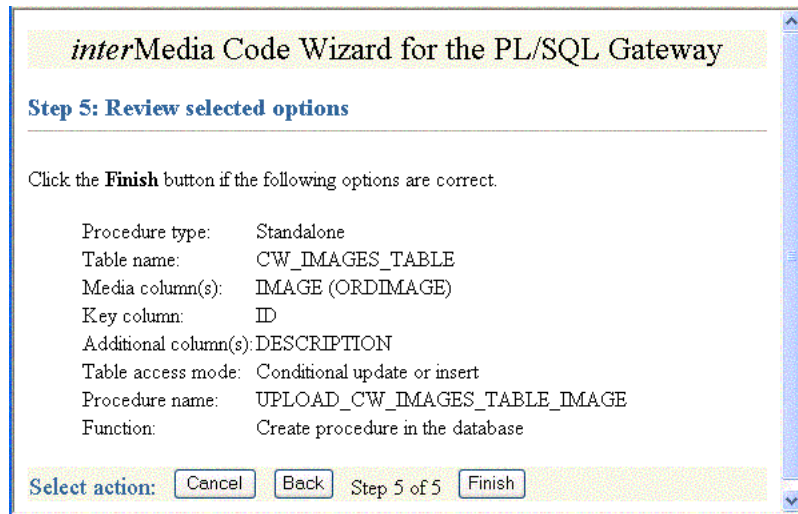 interMedia Code Wizard for the PL/SQL Gateway
Step 5: Review selected options
Click the Finish button if the following options are correct.
Procedure type: Standalone
Table name: CW_IMAGES_TABLE
Media column(s): IMAGE (ORDIMAGE)
Key column: ID
Additional column(s): DESCRIPTION
Table access mode: Conditional update or insert
Procedure name: UPLOAD_CW_IMAGES_TABLE_IMAGE
Function: Create procedure in the database
Select action: Cancel Back Step 5 of 5 Finish